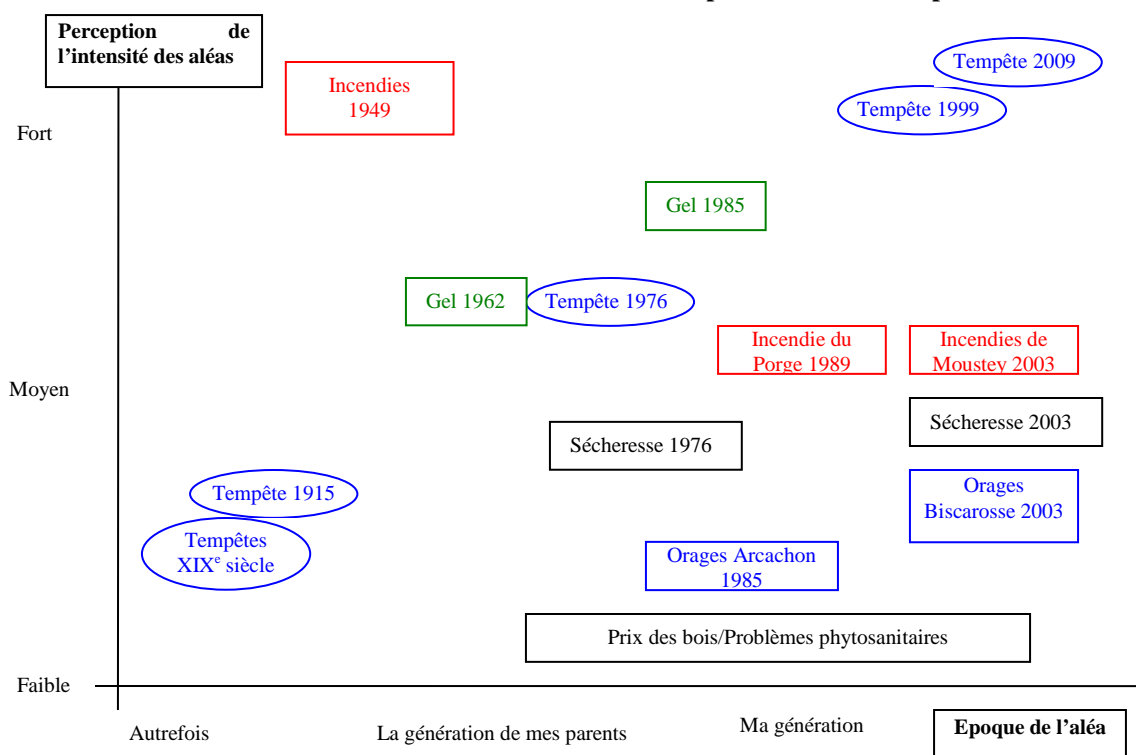 Perception de
l'intensité des aléas
Tempête 2009
Incendies
1949
Tempête 1999
Fort
Gel 1985
Gel 1962
Tempête 1976
Incendie du
Porge 1989
Incendies de
Moustey 2003
Moyen
Sécheresse 2003
Sécheresse 1976
Tempête 1915
Orages
Biscarosse 2003
Tempêtes
XIXe siècle
Orages Arcachon
1985
Prix des bois/Problèmes phytosanitaires
Faible
Autrefois
La génération de mes parents
Ma génération
Epoque de l'aléa